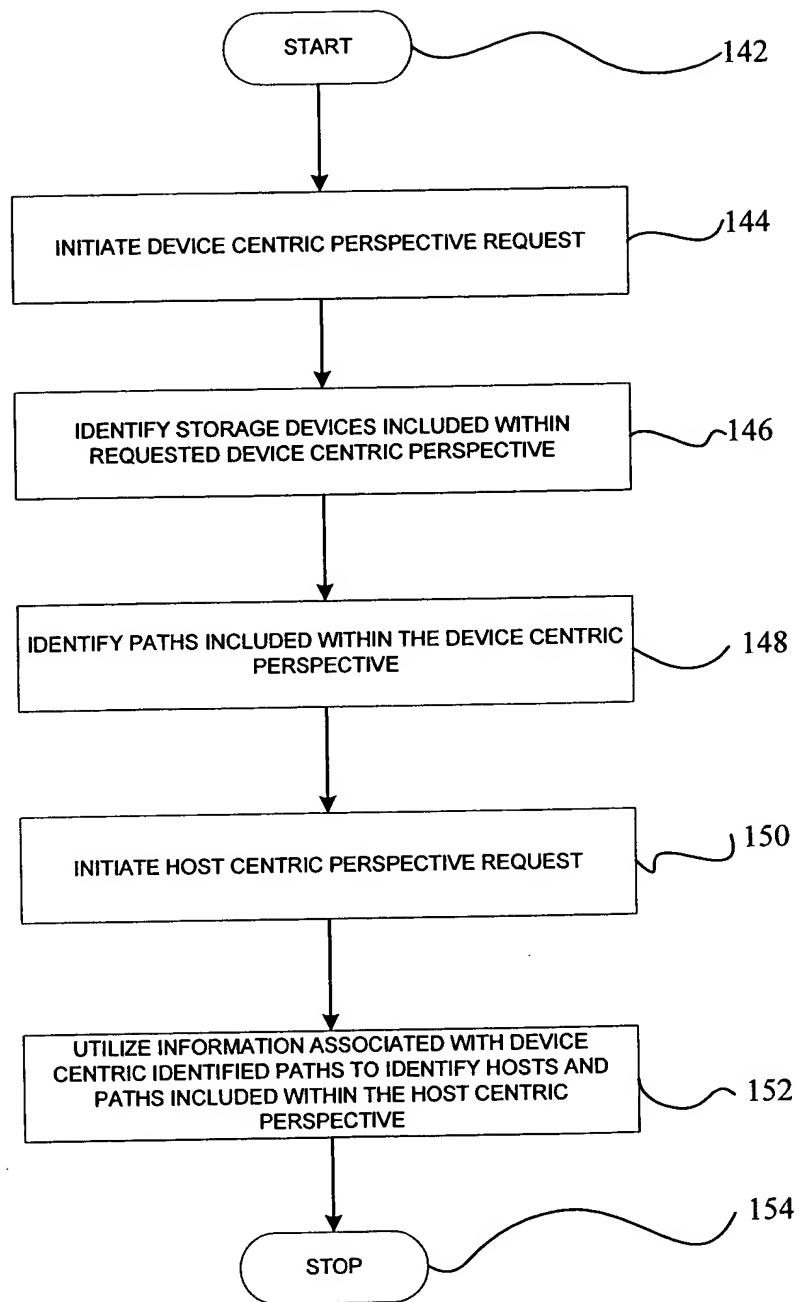 START
142
INITIATE DEVICE CENTRIC PERSPECTIVE REQUEST
144
IDENTIFY STORAGE DEVICES INCLUDED WITHIN
REQUESTED DEVICE CENTRIC PERSPECTIVE
146
IDENTIFY PATHS INCLUDED WITHIN THE DEVICE CENTRIC
PERSPECTIVE
148
INITIATE HOST CENTRIC PERSPECTIVE REQUEST
150
UTILIZE INFORMATION ASSOCIATED WITH DEVICE
CENTRIC IDENTIFIED PATHS TO IDENTIFY HOSTS AND
PATHS INCLUDED WITHIN THE HOST CENTRIC
PERSPECTIVE
152
STOP
154